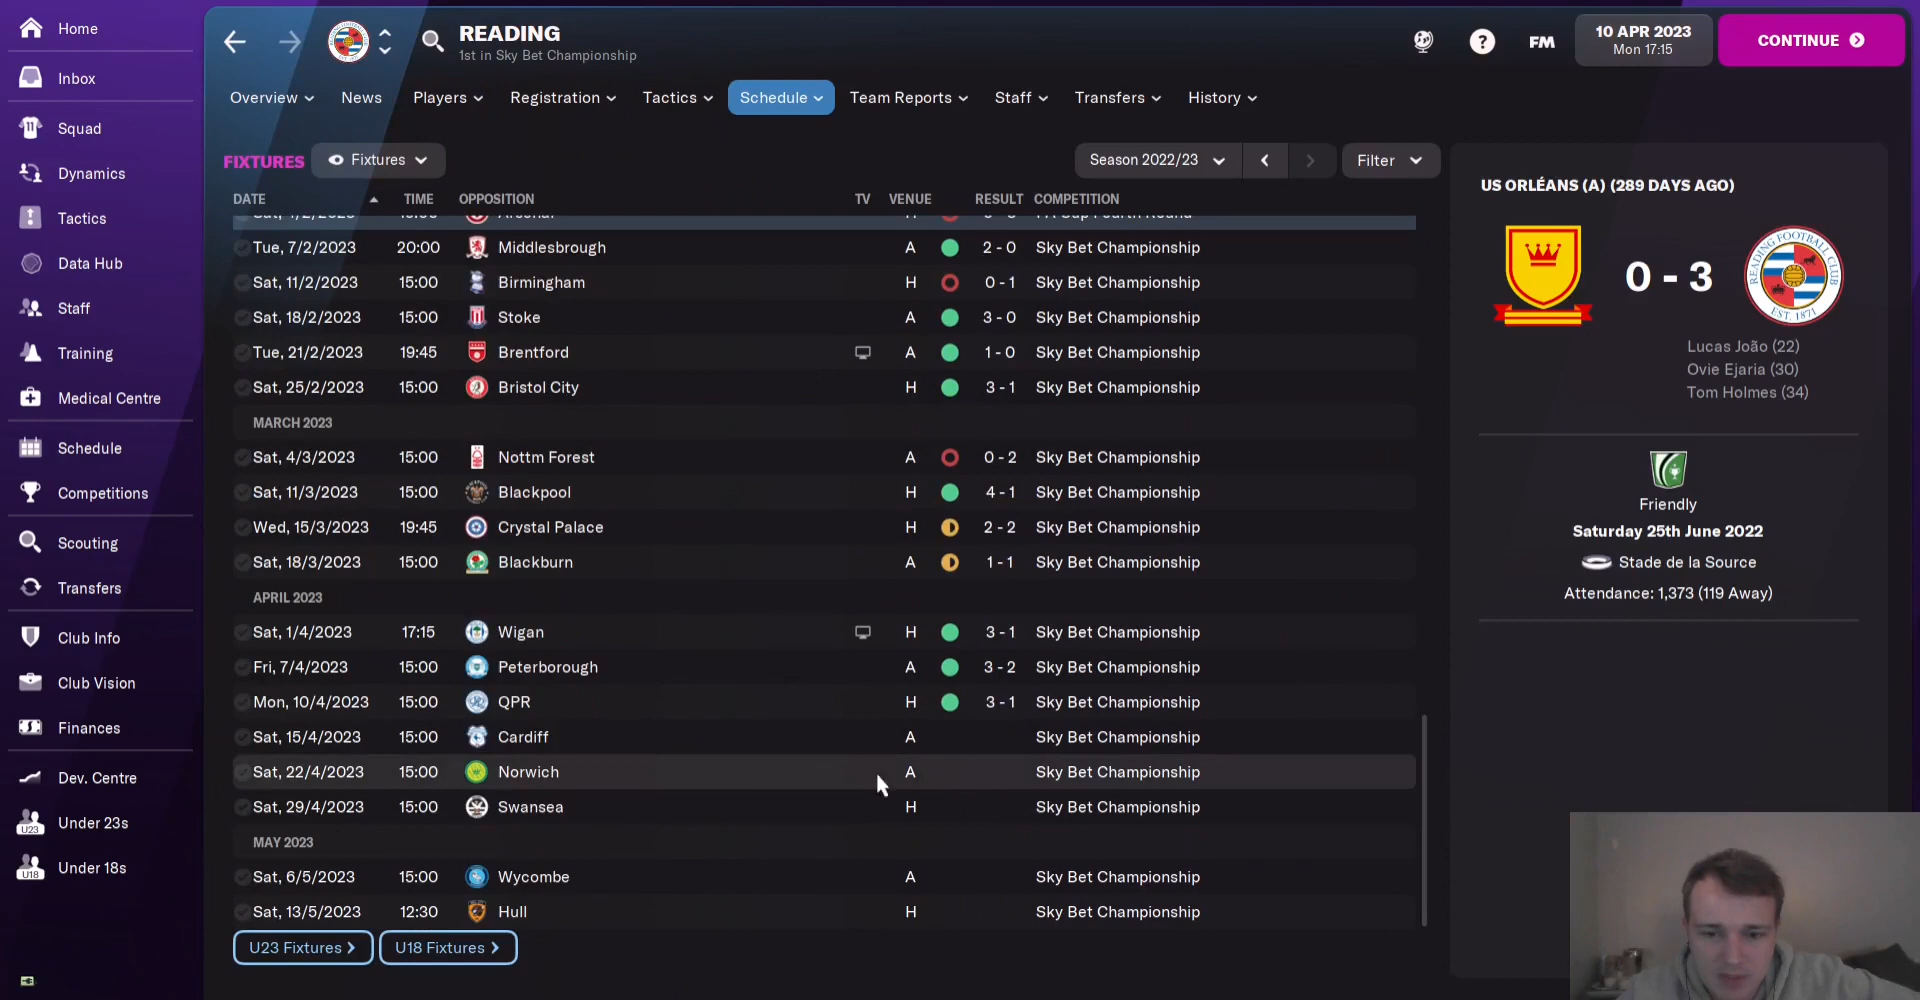 Home
Inbox
Squad
Dynamics
Tactics
Data Hub
Staff
Training
Medical Centre
Schedule
Competitions
Scouting
Transfers
Club Info
Club Vision
Finances
Dev. Centre
U23 Under 23s
U18 Under 18s
READING
1st in Sky Bet Championship
FM
10 APR 2023
Mon 17:15
CONTINUE
Overview News Players Registration Tactics Schedule Team Reports Staff Transfers History
FIXTURES Fixtures Season 2022/23 Filter
DATE TIME OPPOSITION TV VENUE RESULT COMPETITION
Tue, 7/2/2023 20:00 Middlesbrough A 2 - 0 Sky Bet Championship
Sat, 11/2/2023 15:00 Birmingham H 0 - 1 Sky Bet Championship
Sat, 18/2/2023 15:00 Stoke A 3 - 0 Sky Bet Championship
Tue, 21/2/2023 19:45 Brentford A 1 - 0 Sky Bet Championship
Sat, 25/2/2023 15:00 Bristol City H 3 - 1 Sky Bet Championship
MARCH 2023
Sat, 4/3/2023 15:00 Nottm Forest A 0 - 2 Sky Bet Championship
Sat, 11/3/2023 15:00 Blackpool H 4 - 1 Sky Bet Championship
Wed, 15/3/2023 19:45 Crystal Palace H 2 - 2 Sky Bet Championship
Sat, 18/3/2023 15:00 Blackburn A 1 - 1 Sky Bet Championship
APRIL 2023
Sat, 1/4/2023 17:15 Wigan H 3 - 1 Sky Bet Championship
Fri, 7/4/2023 15:00 Peterborough A 3 - 2 Sky Bet Championship
Mon, 10/4/2023 15:00 QPR H 3 - 1 Sky Bet Championship
Sat, 15/4/2023 15:00 Cardiff A Sky Bet Championship
Sat, 22/4/2023 15:00 Norwich A Sky Bet Championship
Sat, 29/4/2023 15:00 Swansea H Sky Bet Championship
MAY 2023
Sat, 6/5/2023 15:00 Wycombe A Sky Bet Championship
Sat, 13/5/2023 12:30 Hull H Sky Bet Championship
U23 Fixtures U18 Fixtures
US ORLÉANS (A) (289 DAYS AGO)
0 - 3
READING FOOTBALL CLUB
EST. 1871
Lucas João (22)
Ovie Ejaria (30)
Tom Holmes (34)
Friendly
Saturday 25th June 2022
Stade de la Source
Attendance: 1,373 (119 Away)